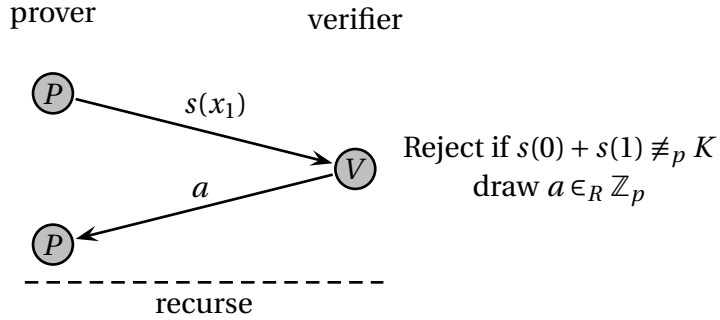 prover
verifier
P
s(x₁)
Reject if s(0) + s(1) ≢ₚ K
V
a
draw a ∈_R ℤₚ
P
recurse